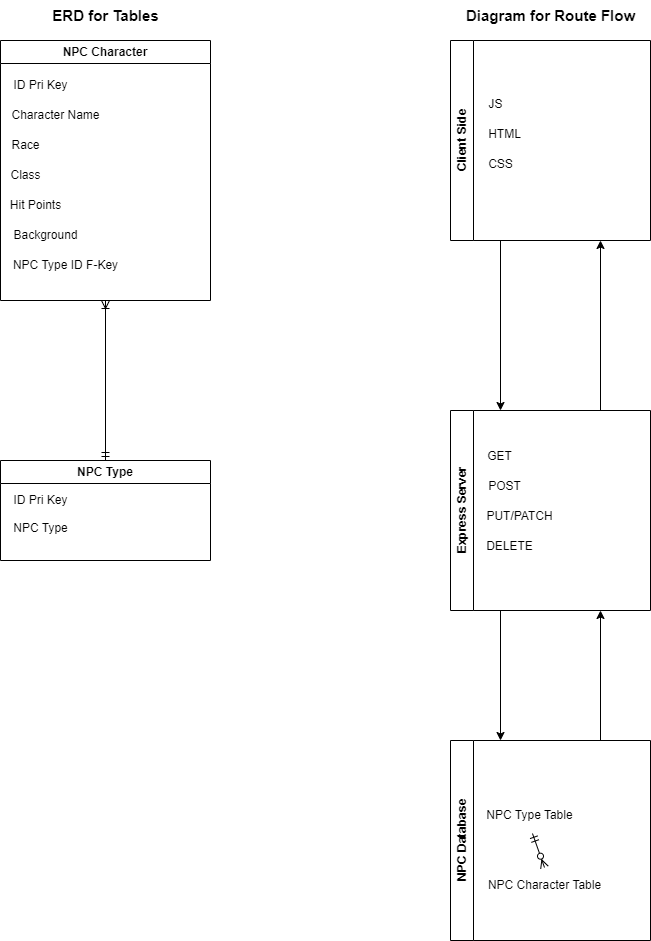 ERD for Tables
NPC Character
ID Pri Key
Character Name
Race
Class
Hit Points
Background
NPC Type ID F-Key
NPC Type
ID Pri Key
NPC Type
Diagram for Route Flow
Client Side
JS
HTML
CSS
Express Server
GET
POST
PUT/PATCH
DELETE
NPC Database
NPC Type Table
NPC Character Table